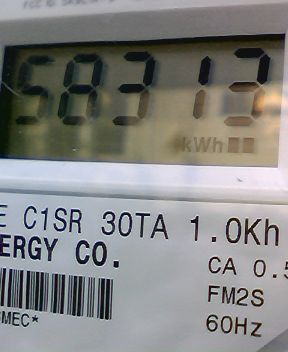 58313
kWh
E C1SR 30TA 1.0Kh
ERGY CO.
CA 0.5
FM2S
MEC*
60Hz